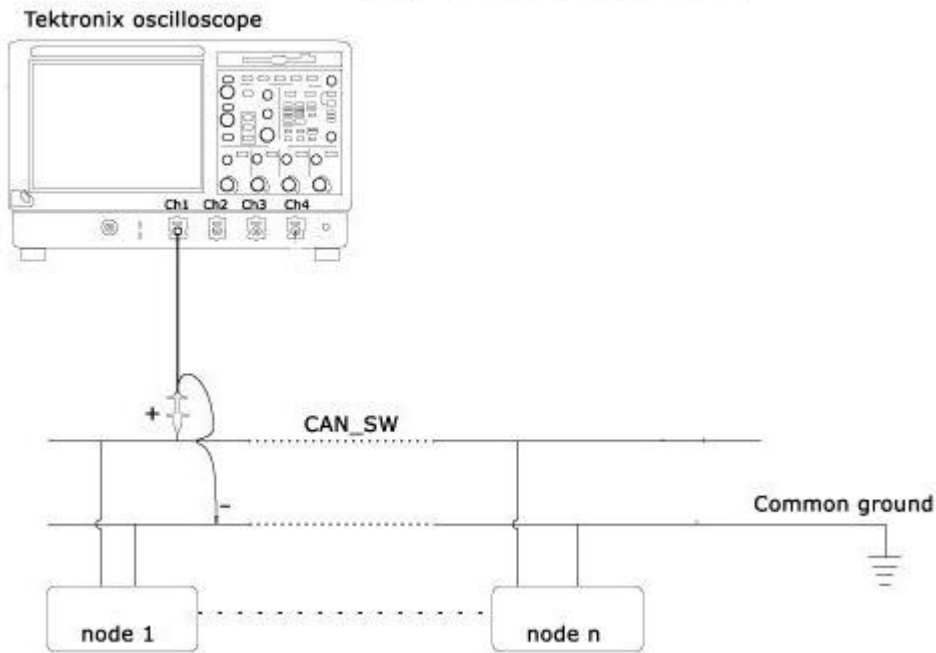 Tektronix oscilloscope
Ch1 Ch2 Ch3 Ch4
+
CAN_SW
-
Common ground
node 1
node n